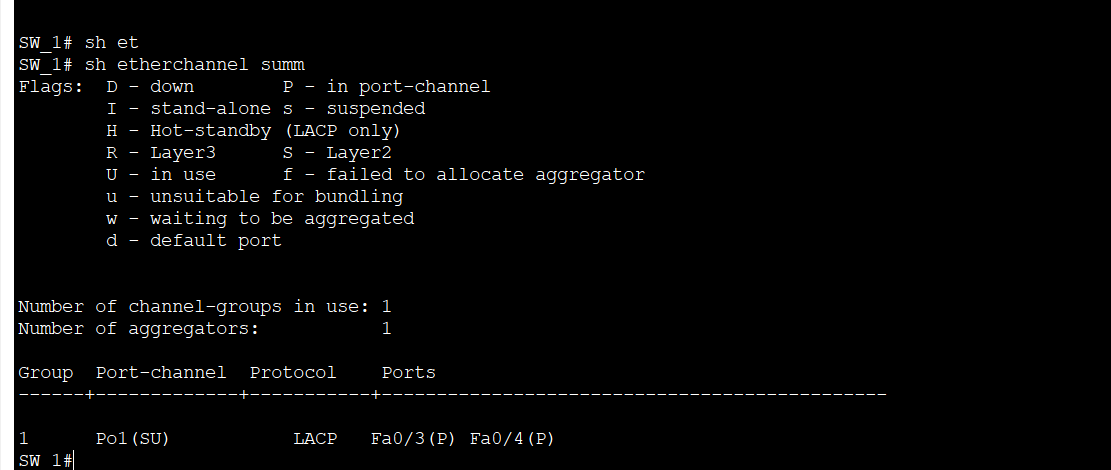 SW_1# sh et
SW_1# sh etherchannel summ
Flags:  D - down        P - in port-channel
        I - stand-alone s - suspended
        H - Hot-standby (LACP only)
        R - Layer3      S - Layer2
        U - in use      f - failed to allocate aggregator
        u - unsuitable for bundling
        w - waiting to be aggregated
        d - default port
Number of channel-groups in use: 1
Number of aggregators:           1
Group  Port-channel  Protocol    Ports
------+-------------+-----------+----------------------------------------------
1      Po1(SU)           LACP   Fa0/3(P) Fa0/4(P)
SW_1#